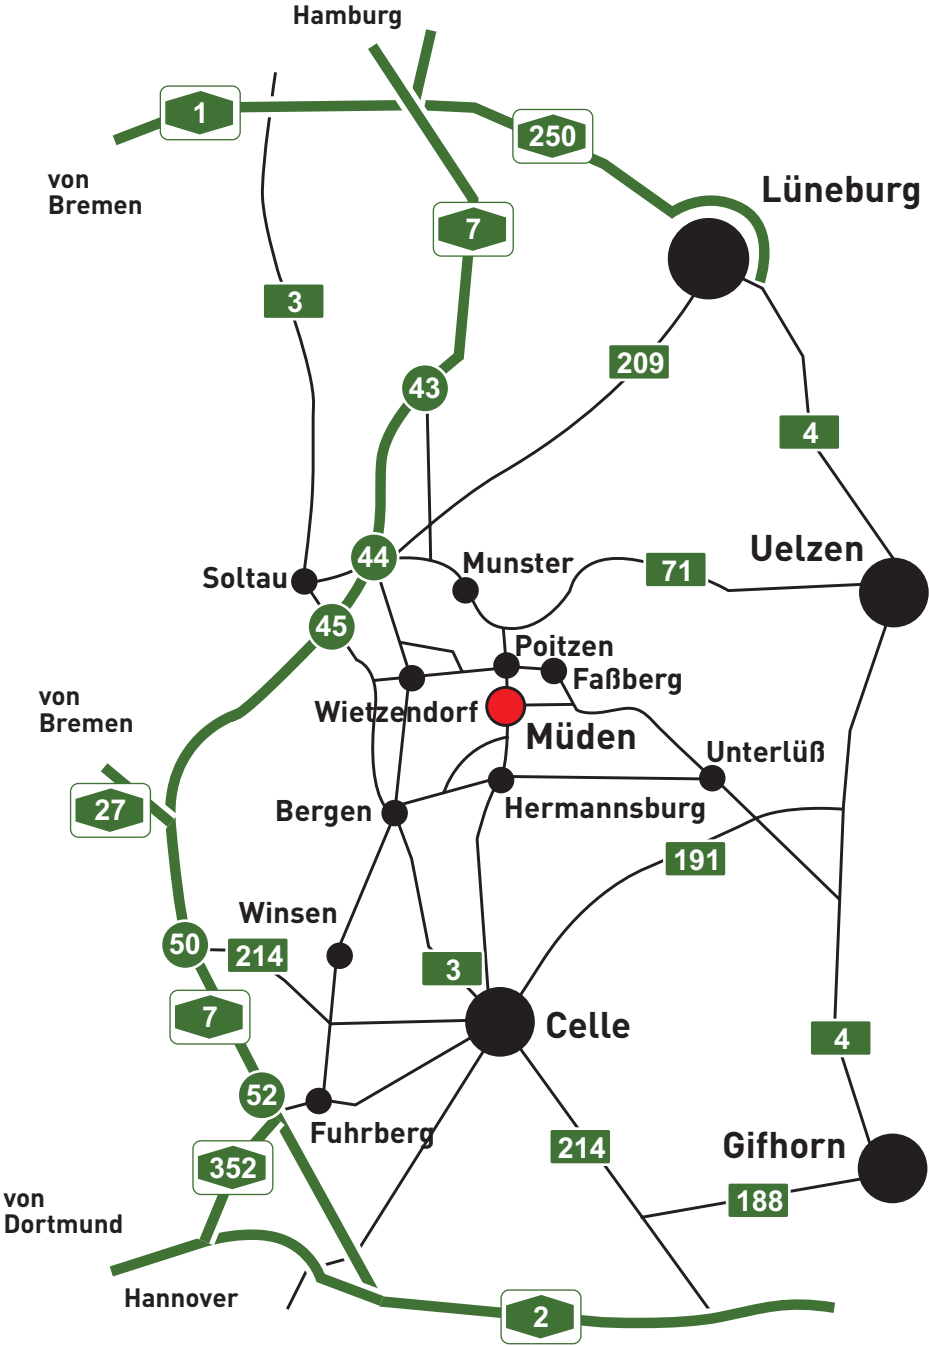 Hamburg
1
250
von
Bremen
Lüneburg
7
3
209
43
4
44
Munster
Uelzen
Soltau
71
45
Poitzen
Faßberg
von
Bremen
Wietzendorf
Müden
Unterlüß
27
Bergen
Hermannsburg
191
Winsen
50
214
3
7
Celle
4
52
Fuhrberg
214
Gifhorn
352
188
von
Dortmund
Hannover
2